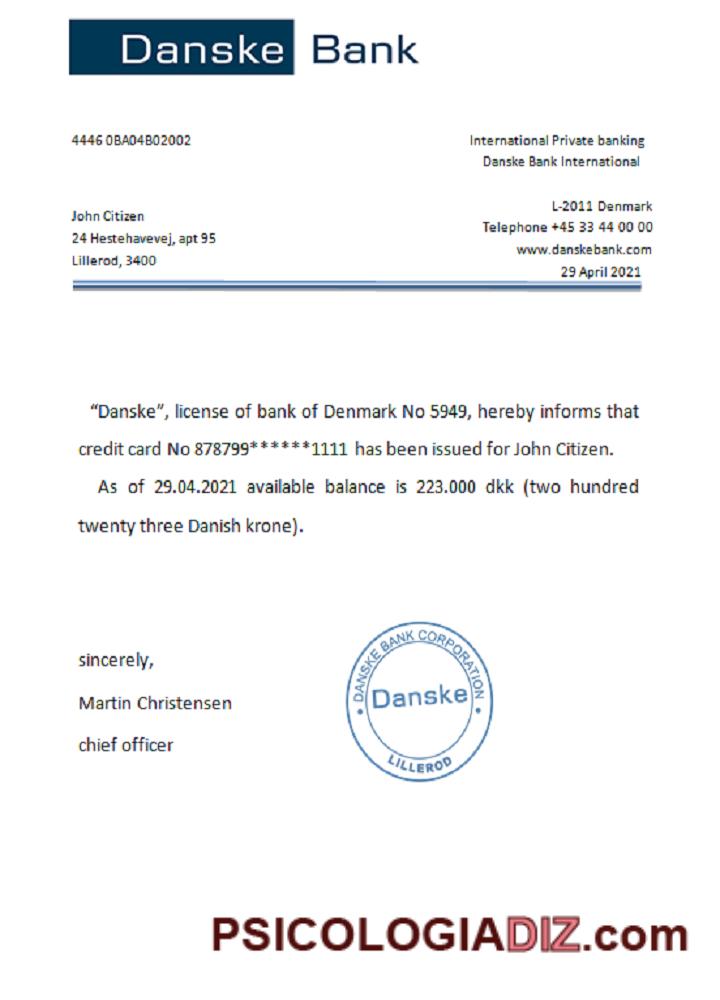 Danske Bank
4446 0BA04B02002
International Private banking
Danske Bank International
John Citizen
24 Hestehavevej, apt 95
Lillerod, 3400
L-2011 Denmark
Telephone +45 33 44 00 00
www.danskebank.com
29 April 2021
“Danske”, license of bank of Denmark No 5949, hereby informs that
credit card No 878799******1111 has been issued for John Citizen.
As of 29.04.2021 available balance is 223.000 dkk (two hundred
twenty three Danish krone).
sincerely,
Martin Christensen
chief officer
DANSKE BANK CORPORATION
Danske
LILLEROD
PSICOLOGIADIZ.com